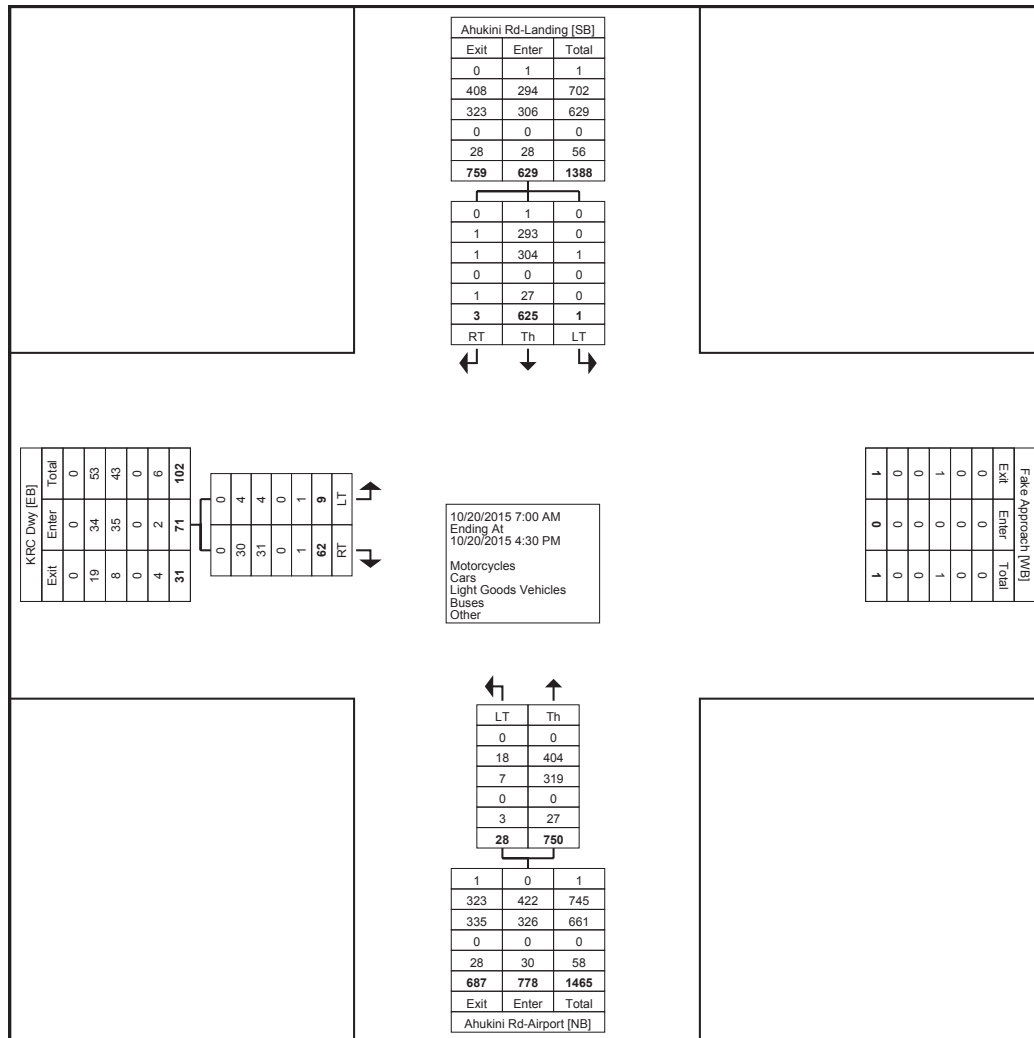 Ahukini Rd-Landing [SB]
Exit Enter Total
0 1 1
408 294 702
323 306 629
0 0 0
28 28 56
759 629 1388
0 1 0
1 293 0
1 304 1
0 0 0
1 27 0
3 625 1
RT Th LT
KRC Dwy [EB]
Exit Enter Total
0 0 0
19 34 53
8 35 43
0 0 0
4 2 6
31 71 102
0 0
30 4
31 4
0 0
1 1
62 9
RT LT
10/20/2015 7:00 AM
Ending At
10/20/2015 4:30 PM
Motorcycles
Cars
Light Goods Vehicles
Buses
Other
Fake Approach [WB]
Exit Enter Total
0 0 0
0 0 0
1 0 1
0 0 0
0 0 0
1 0 1
LT Th
0 0
18 404
7 319
0 0
3 27
28 750
1 0 1
323 422 745
335 326 661
0 0 0
28 30 58
687 778 1465
Exit Enter Total
Ahukini Rd-Airport [NB]